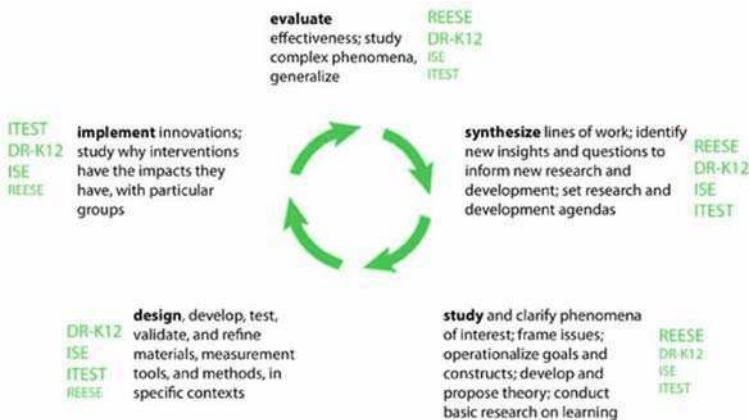 evaluate
effectiveness; study
complex phenomena,
generalize
REESE
DR-K12
ISE
ITEST
synthesize lines of work; identify
new insights and questions to
inform new research and
development; set research and
development agendas
REESE
DR-K12
ISE
ITEST
study and clarify phenomena
of interest; frame issues;
operationalize goals and
constructs; develop and
propose theory; conduct
basic research on learning
REESE
DR-K12
ISE
ITEST
design, develop, test,
validate, and refine
materials, measurement
tools, and methods, in
specific contexts
DR-K12
ISE
ITEST
REESE
implement innovations;
study why interventions
have the impacts they
have, with particular
groups
ITEST
DR-K12
ISE
REESE